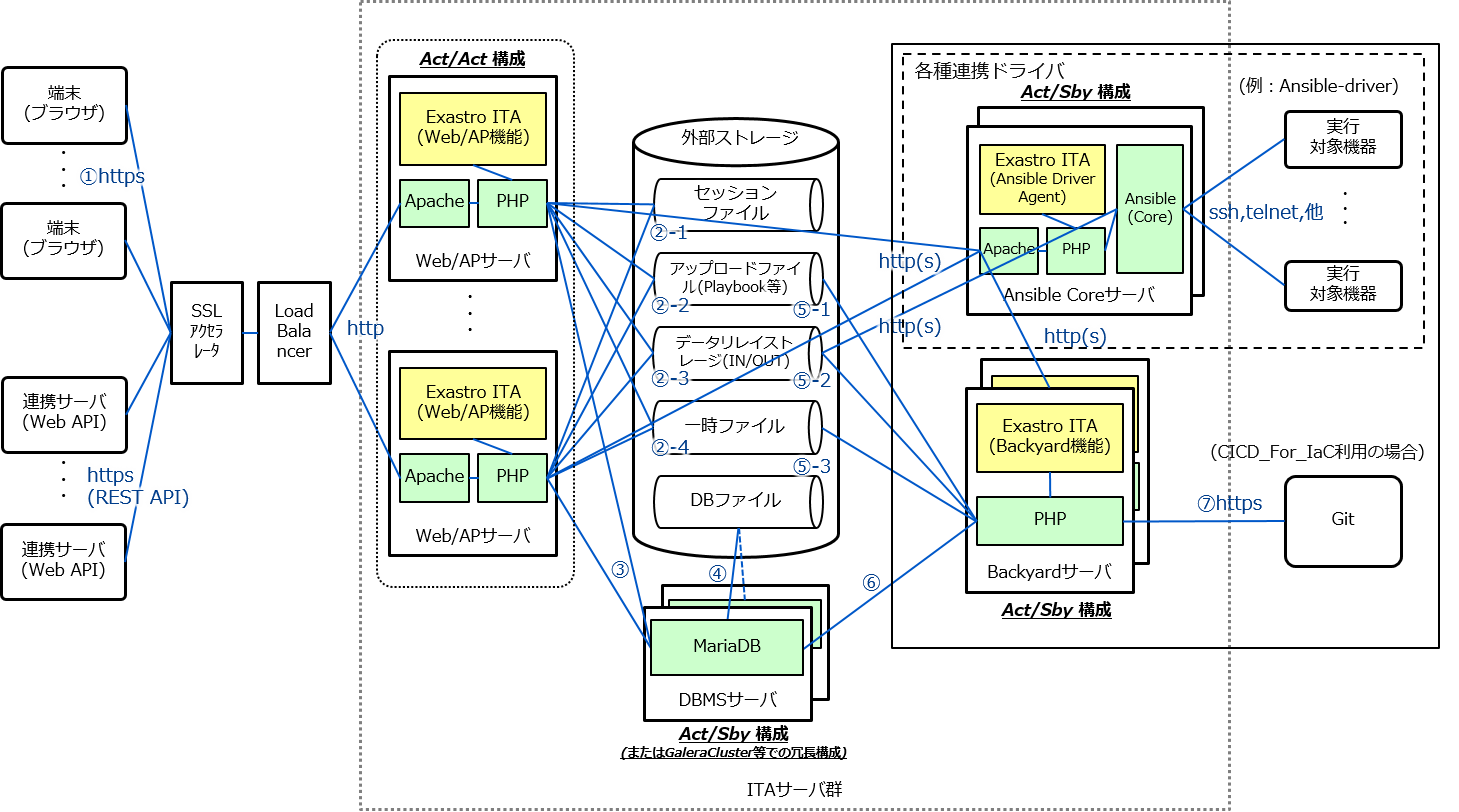 端末
(ブラウザ)
・
・
・
①https
端末
(ブラウザ)
連携サーバ
(Web API)
・
・
・
https
(REST API)
連携サーバ
(Web API)
SSL
ｱｸｾﾗ
ﾚｰﾀ
Load
Bala
ncer
http
Act/Act 構成
Exastro ITA
(Web/AP機能)
Apache
PHP
Web/APサーバ
・
・
・
Exastro ITA
(Web/AP機能)
Apache
PHP
Web/APサーバ
外部ストレージ
セッション
ファイル
②-1
アップロードファイ
ル(Playbook等)
②-2
⑤-1
データリレイスト
レージ(IN/OUT)
②-3
⑤-2
一時ファイル
②-4
⑤-3
DBファイル
③
④
⑥
MariaDB
DBMSサーバ
Act/Sby 構成
(またはGaleraCluster等での冗長構成)
ITAサーバ群
各種連携ドライバ
Act/Sby 構成
(例：Ansible-driver)
Exastro ITA
(Ansible Driver
Agent)
Ansible
(Core)
Apache
PHP
Ansible Coreサーバ
http(s)
http(s)
http(s)
実行
対象機器
ssh,telnet,他
・
・
・
実行
対象機器
Exastro ITA
(Backyard機能)
PHP
Backyardサーバ
Act/Sby 構成
(CICD_For_IaC利用の場合)
⑦https
Git